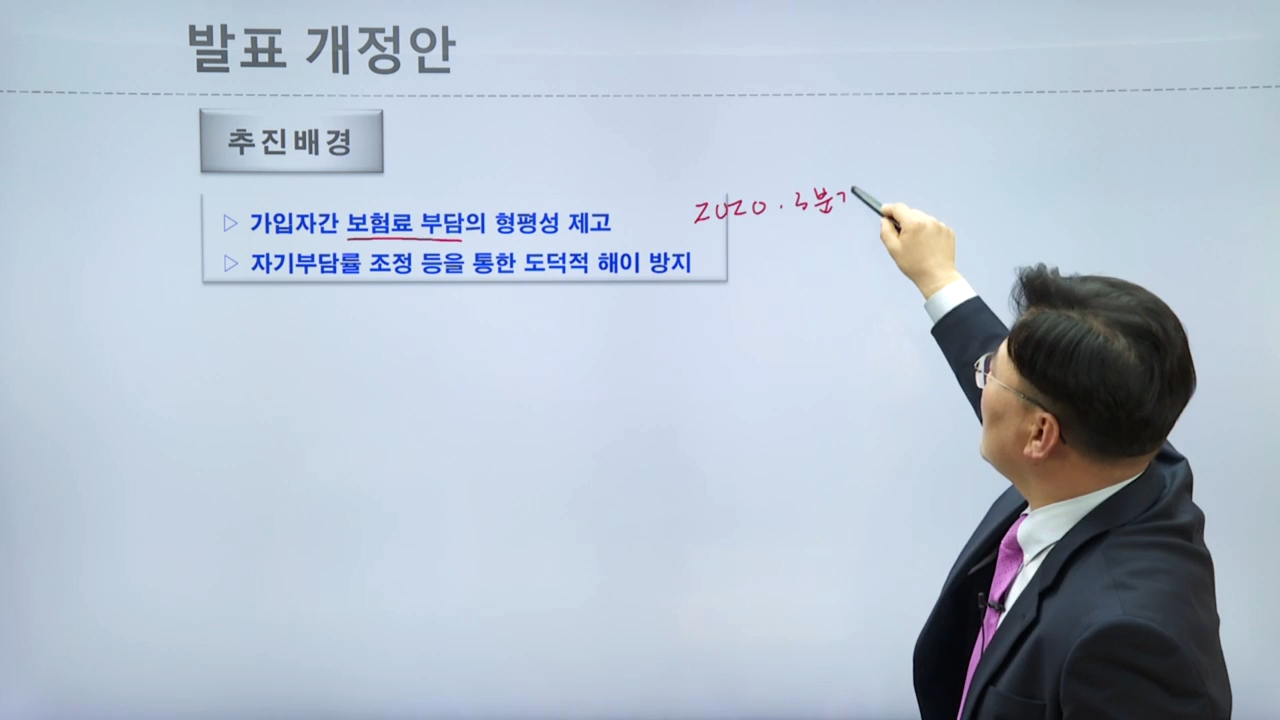 발표 개정안
추진배경
▷ 가입자간 보험료 부담의 형평성 제고
2020. 3분기
▷ 자기부담률 조정 등을 통한 도덕적 해이 방지